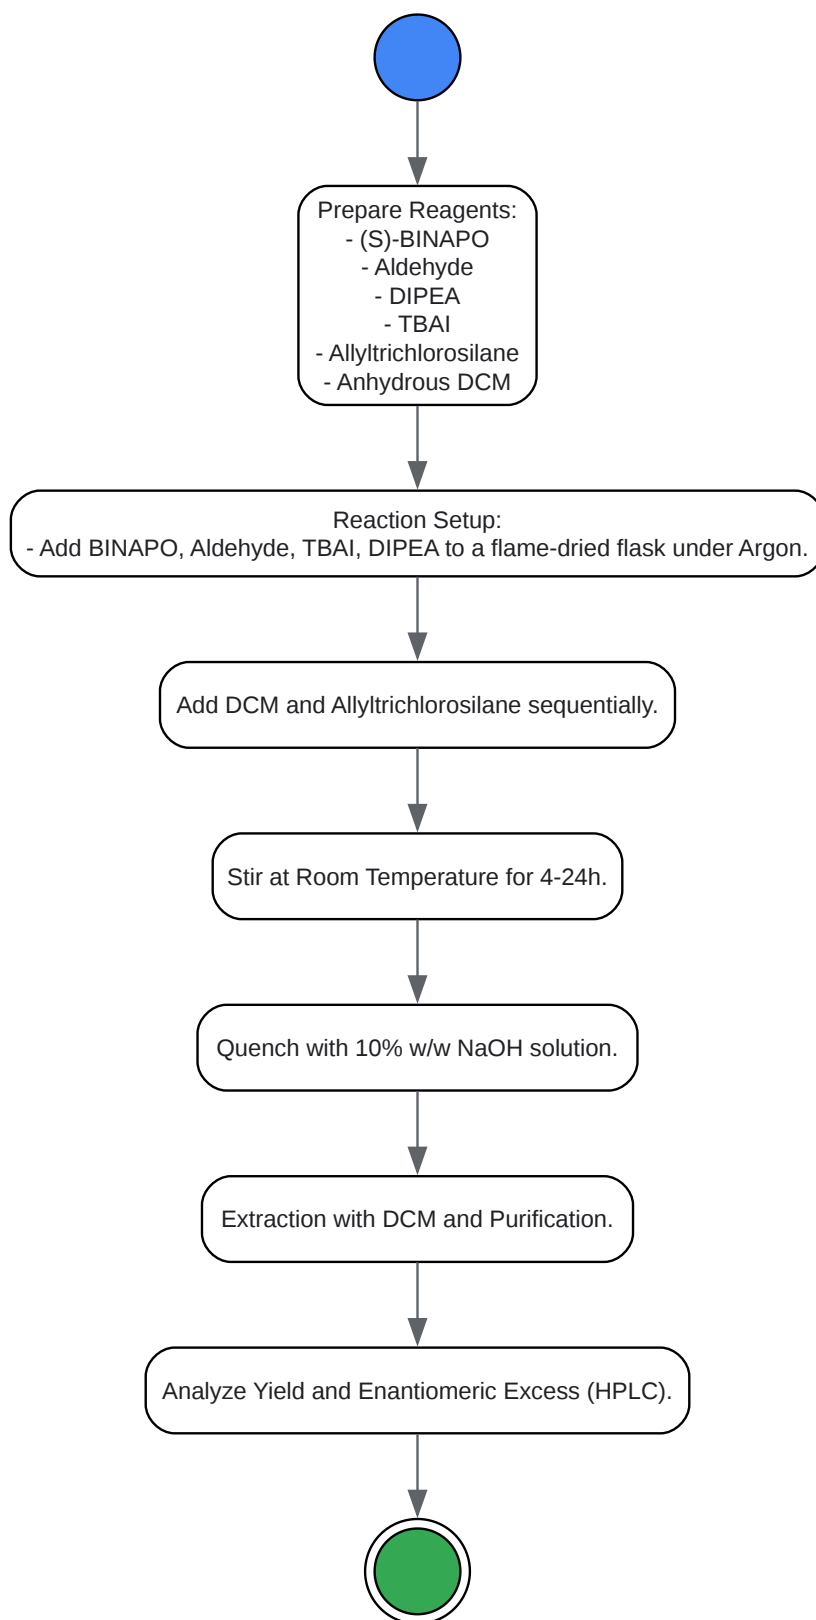 Prepare Reagents:
- (S)-BINAPO
- Aldehyde
- DIPEA
- TBAI
- Allyltrichlorosilane
- Anhydrous DCM
Reaction Setup:
- Add BINAPO, Aldehyde, TBAI, DIPEA to a flame-dried flask under Argon.
Add DCM and Allyltrichlorosilane sequentially.
Stir at Room Temperature for 4-24h.
Quench with 10% w/w NaOH solution.
Extraction with DCM and Purification.
Analyze Yield and Enantiomeric Excess (HPLC).